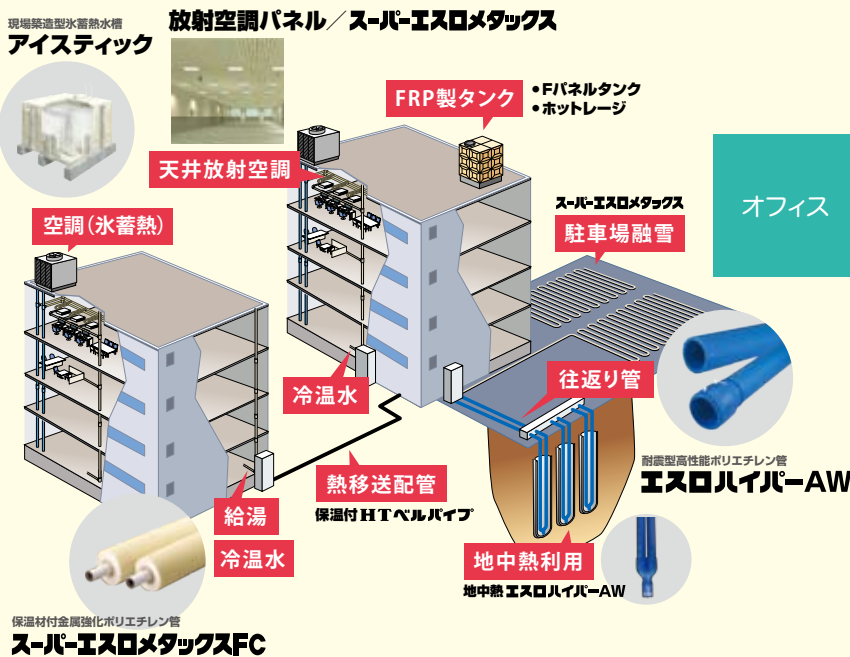 現場築造型氷蓄熱水槽
アイスティック
放射空調パネル／スーパーエスロメタックス
FRP製タンク
•Fパネルタンク
•ホットレージ
天井放射空調
オフィス
スーパーエスロメタックス
駐車場融雪
空調（氷蓄熱）
冷温水
往返り管
耐震型高性能ポリエチレン管
エスロハイパーAW
熱移送配管
保温付HTベルパイプ
給湯
冷温水
地中熱利用
地中熱 エスロハイパーAW
保温材付金属強化ポリエチレン管
スーパーエスロメタックスFC